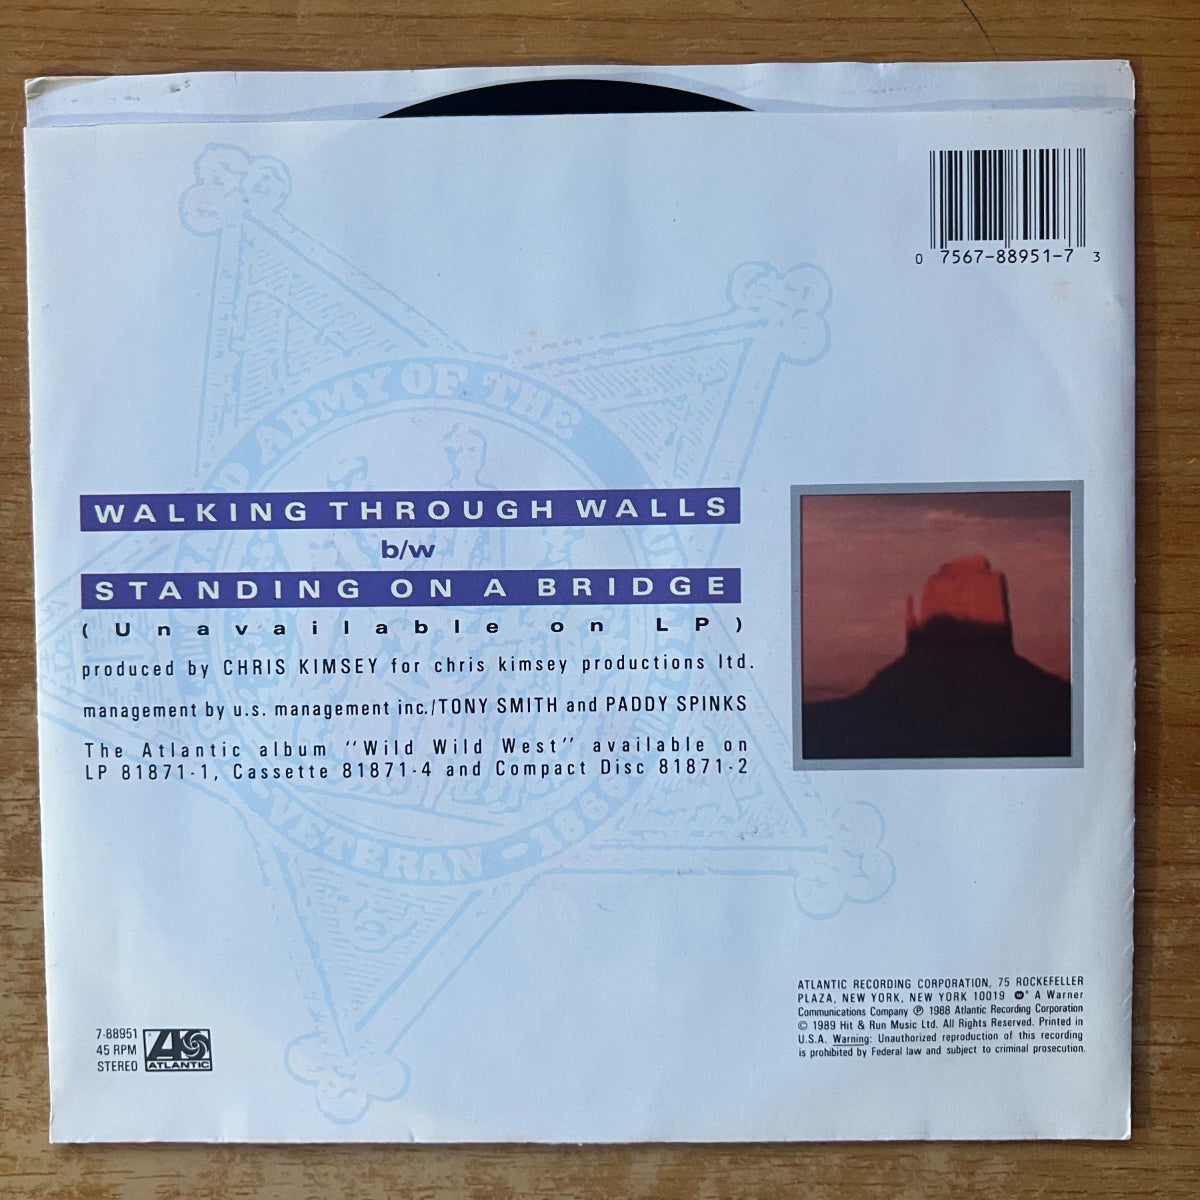 0 7567-88951-7 3
ARMY OF THE
WALKING THROUGH WALLS
b/w
STANDING ON A BRIDGE
(Unavailable on LP)
produced by CHRIS KIMSEY for chris kimsey productions ltd.
management by u.s. management inc./TONY SMITH and PADDY SPINKS
The Atlantic album "Wild Wild West" available on
LP 81871-1, Cassette 81871-4 and Compact Disc 81871-2
VETERAN - 186
ATLANTIC RECORDING CORPORATION, 75 ROCKEFELLER
PLAZA, NEW YORK, NEW YORK 10019 ® A Warner
Communications Company ℗ 1988 Atlantic Recording Corporation
© 1989 Hit & Run Music Ltd. All Rights Reserved. Printed in
U.S.A. Warning: Unauthorized reproduction of this recording
is prohibited by Federal law and subject to criminal prosecution.
7-88951
45 RPM
STEREO
ATLANTIC